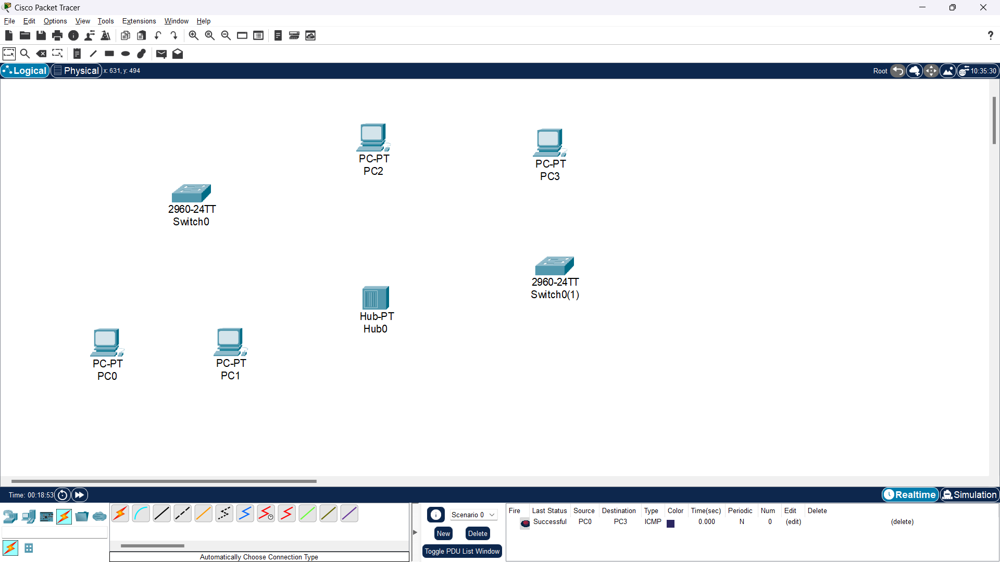 Cisco Packet Tracer
File Edit Options View Tools Extensions Window Help
?
Logical Physical x: 631, y: 494 Root 10:35:30
PC-PT
PC2
PC-PT
PC3
2960-24TT
Switch0
2960-24TT
Switch0(1)
Hub-PT
Hub0
PC-PT
PC0
PC-PT
PC1
Time: 00:18:53 Realtime Simulation
Scenario 0
New Delete
Toggle PDU List Window
Fire Last Status Source Destination Type Color Time(sec) Periodic Num Edit Delete
Successful PC0 PC3 ICMP 0.000 N 0 (edit) (delete)
Automatically Choose Connection Type